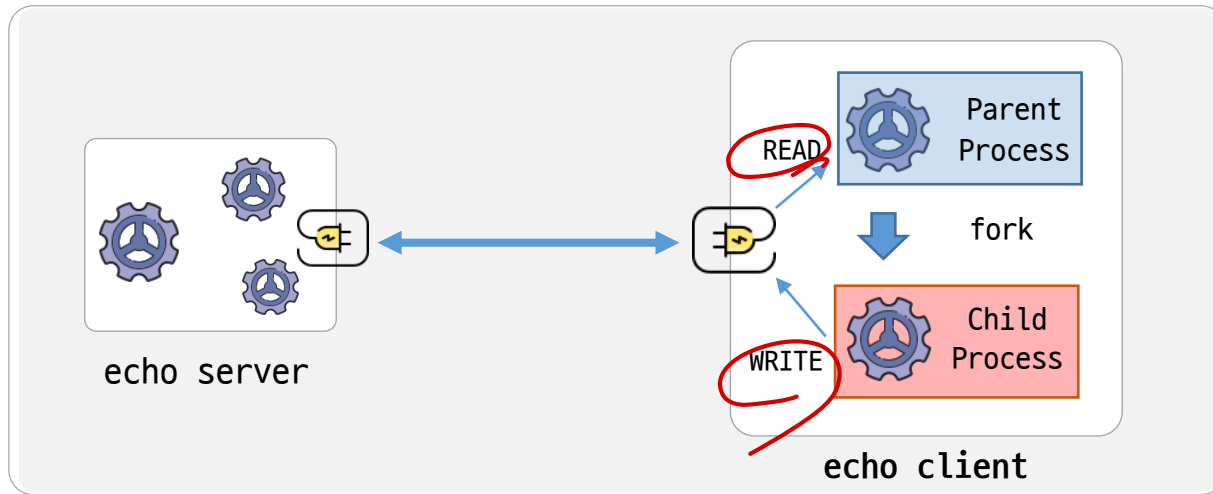 Parent
Process
READ
fork
Child
Process
WRITE
echo server
echo client